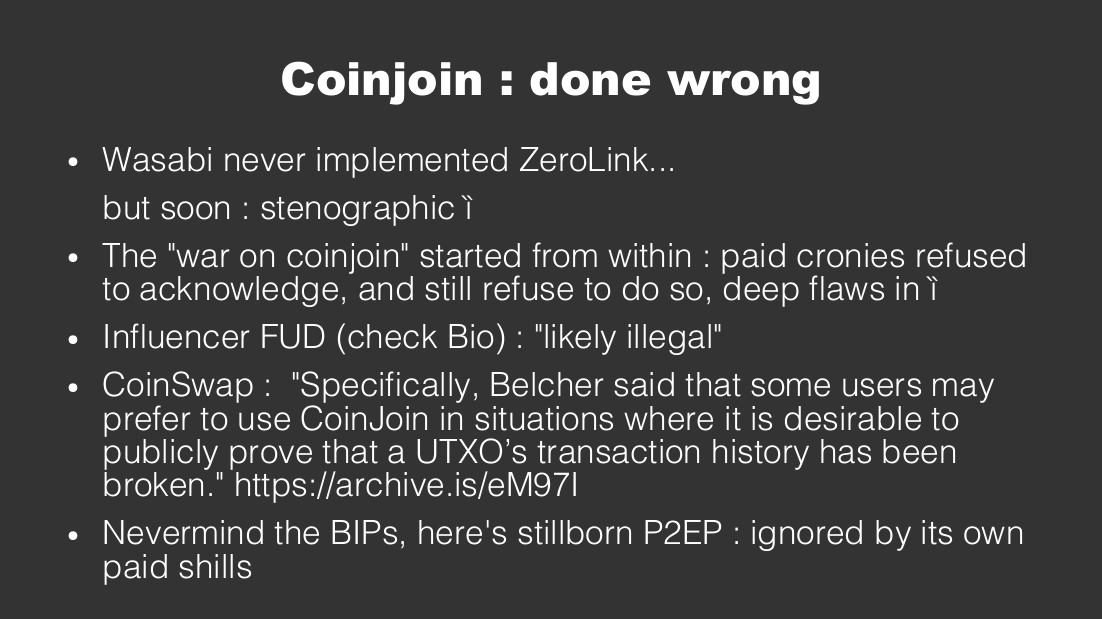 Coinjoin : done wrong
• Wasabi never implemented ZeroLink...
but soon : stenographic ȉ
• The "war on coinjoin" started from within : paid cronies refused
to acknowledge, and still refuse to do so, deep flaws in ȉ
• Influencer FUD (check Bio) : "likely illegal"
• CoinSwap :  "Specifically, Belcher said that some users may
prefer to use CoinJoin in situations where it is desirable to
publicly prove that a UTXO’s transaction history has been
broken." https://archive.is/eM97I
• Nevermind the BIPs, here's stillborn P2EP : ignored by its own
paid shills